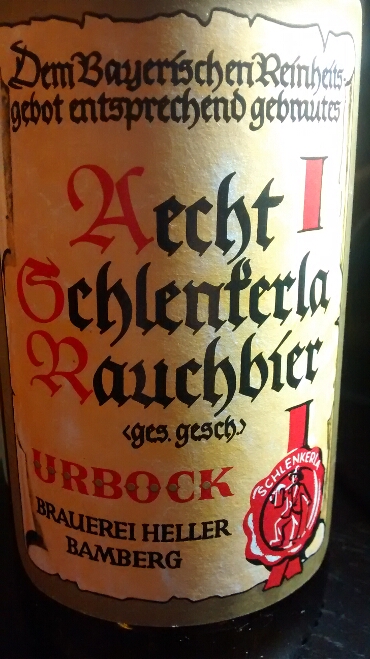 Dem Bayerischen Reinheits-
gebot entsprechend gebrautes
Aecht
Schlenkerla
Rauchbier
<ges. gesch.>
URBOCK
BRAUEREI HELLER
BAMBERG
SCHLENKERLA